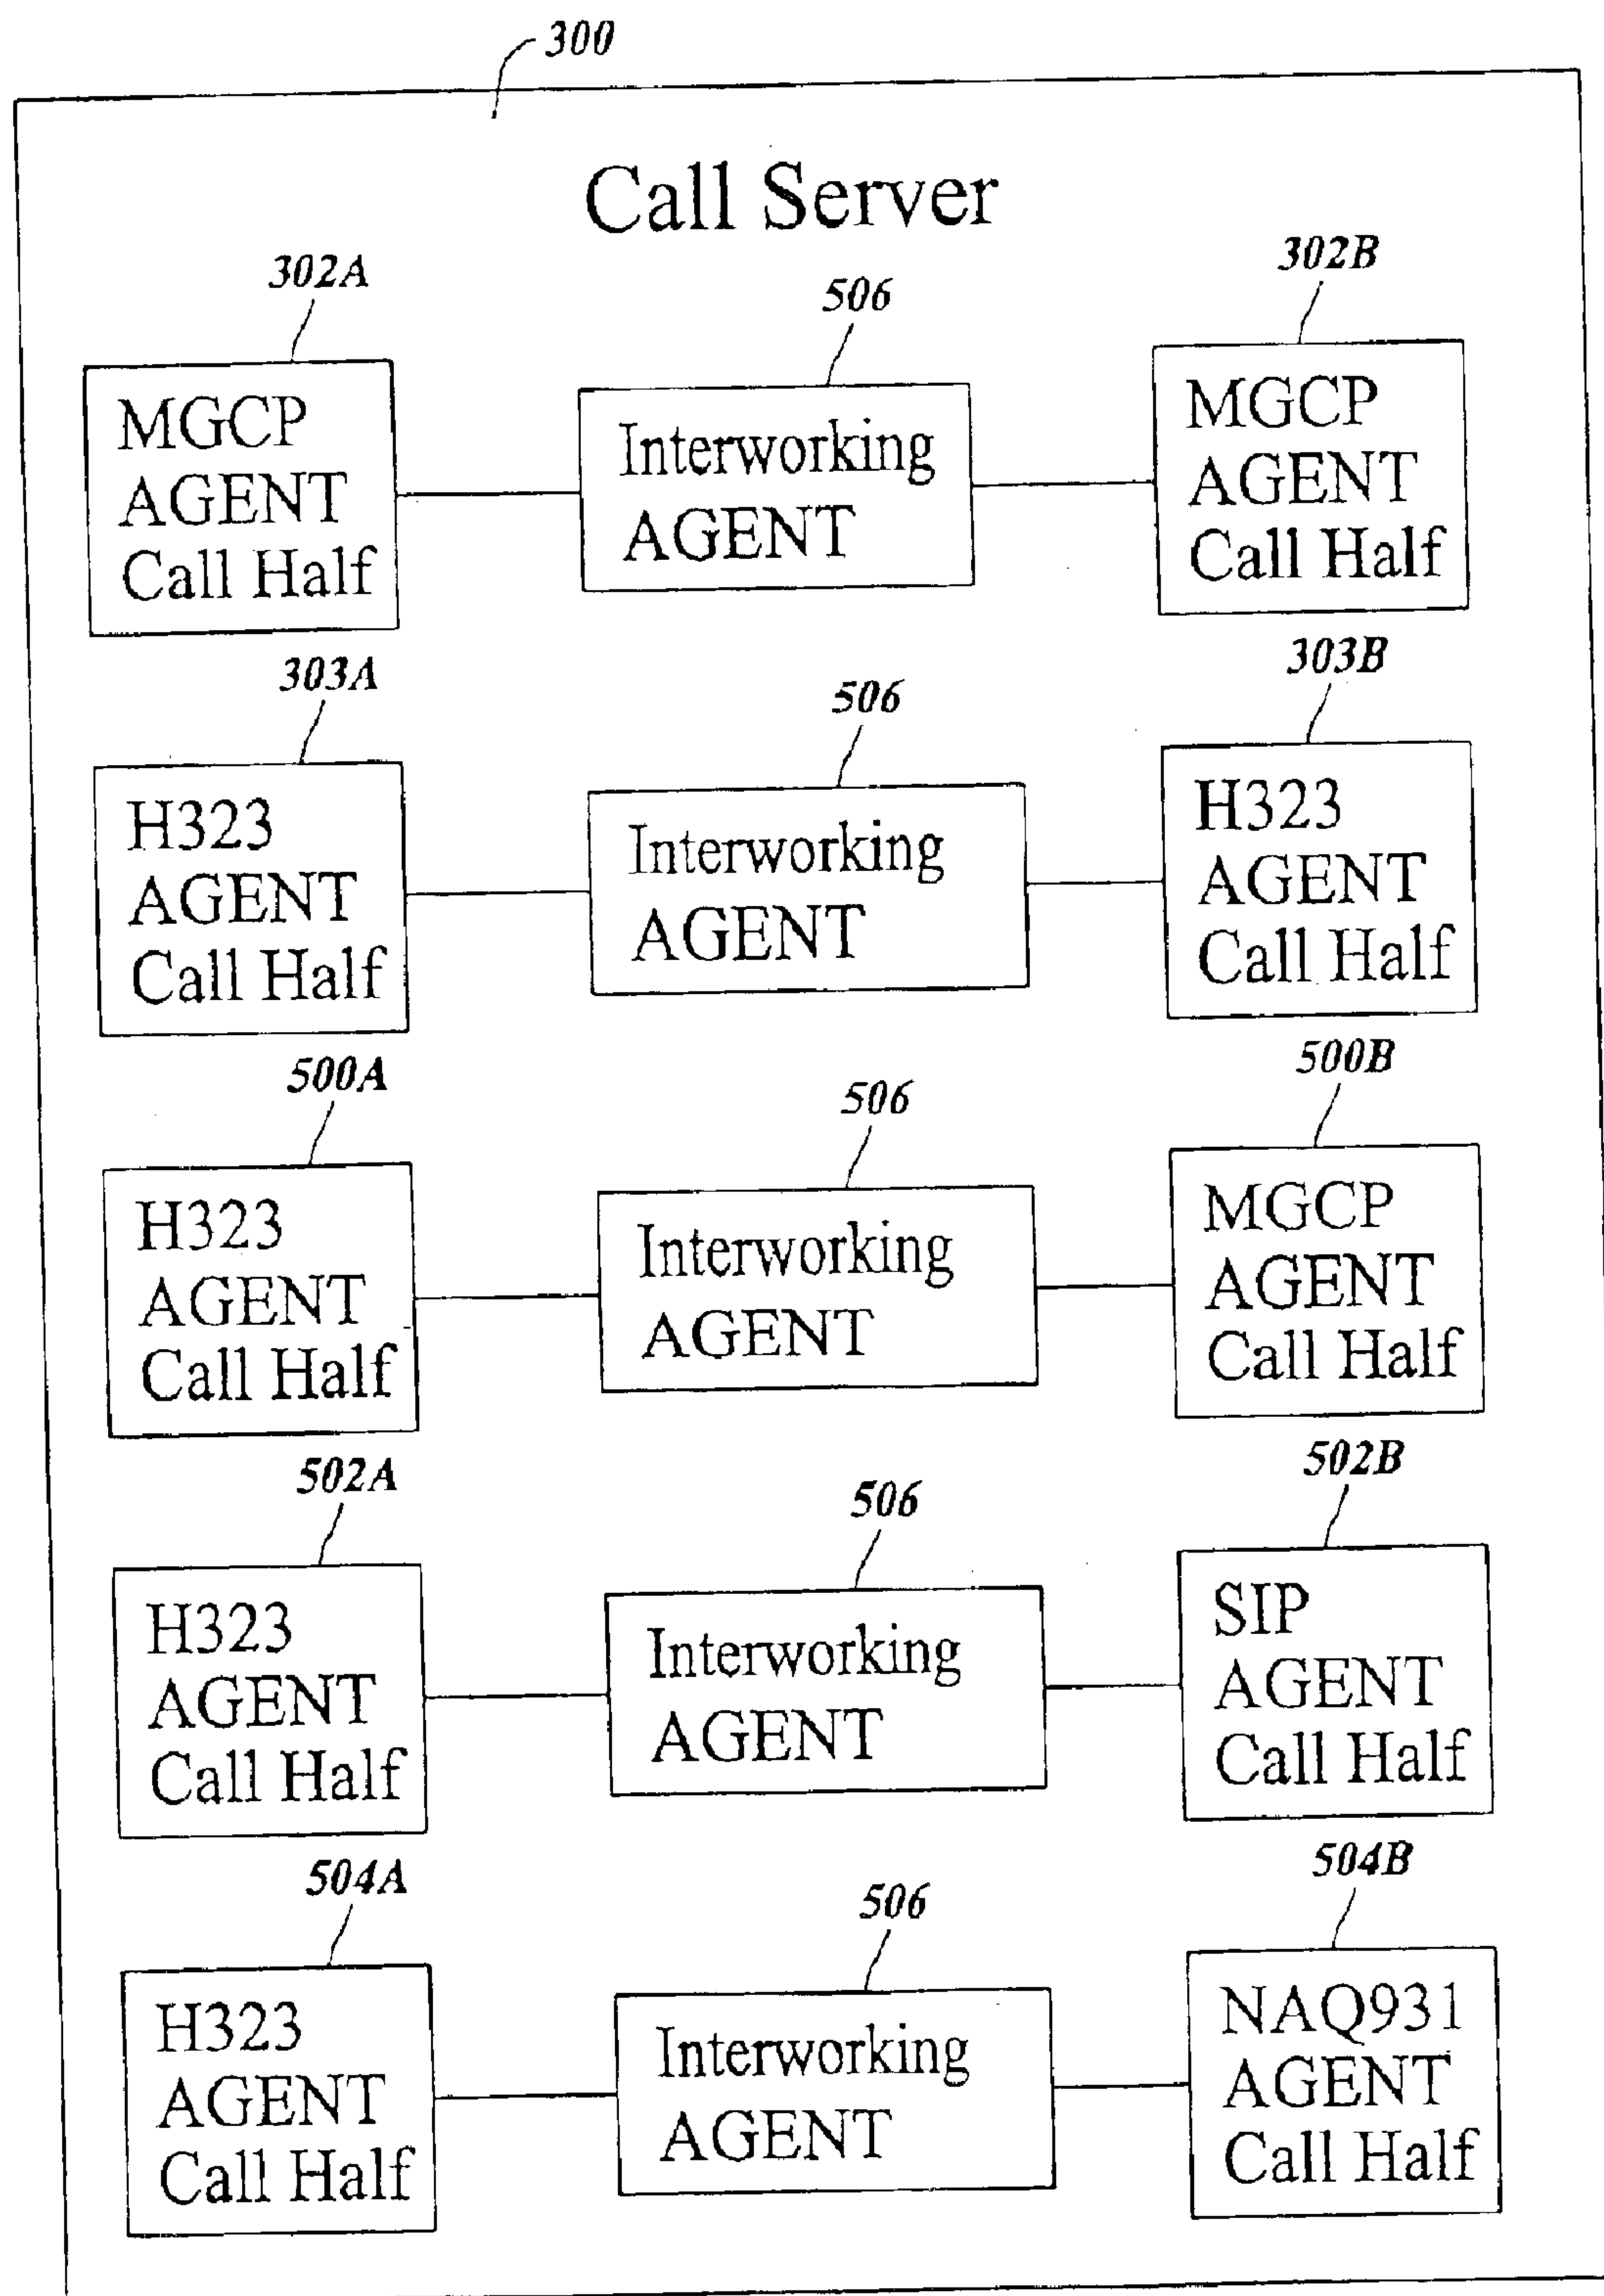 300
Call Server
302A
506
302B
MGCP
AGENT
Call Half
Interworking
AGENT
MGCP
AGENT
Call Half
303A
506
303B
H323
AGENT
Call Half
Interworking
AGENT
H323
AGENT
Call Half
500A
506
500B
H323
AGENT
Call Half
Interworking
AGENT
MGCP
AGENT
Call Half
502A
506
502B
H323
AGENT
Call Half
Interworking
AGENT
SIP
AGENT
Call Half
504A
506
504B
H323
AGENT
Call Half
Interworking
AGENT
NAQ931
AGENT
Call Half